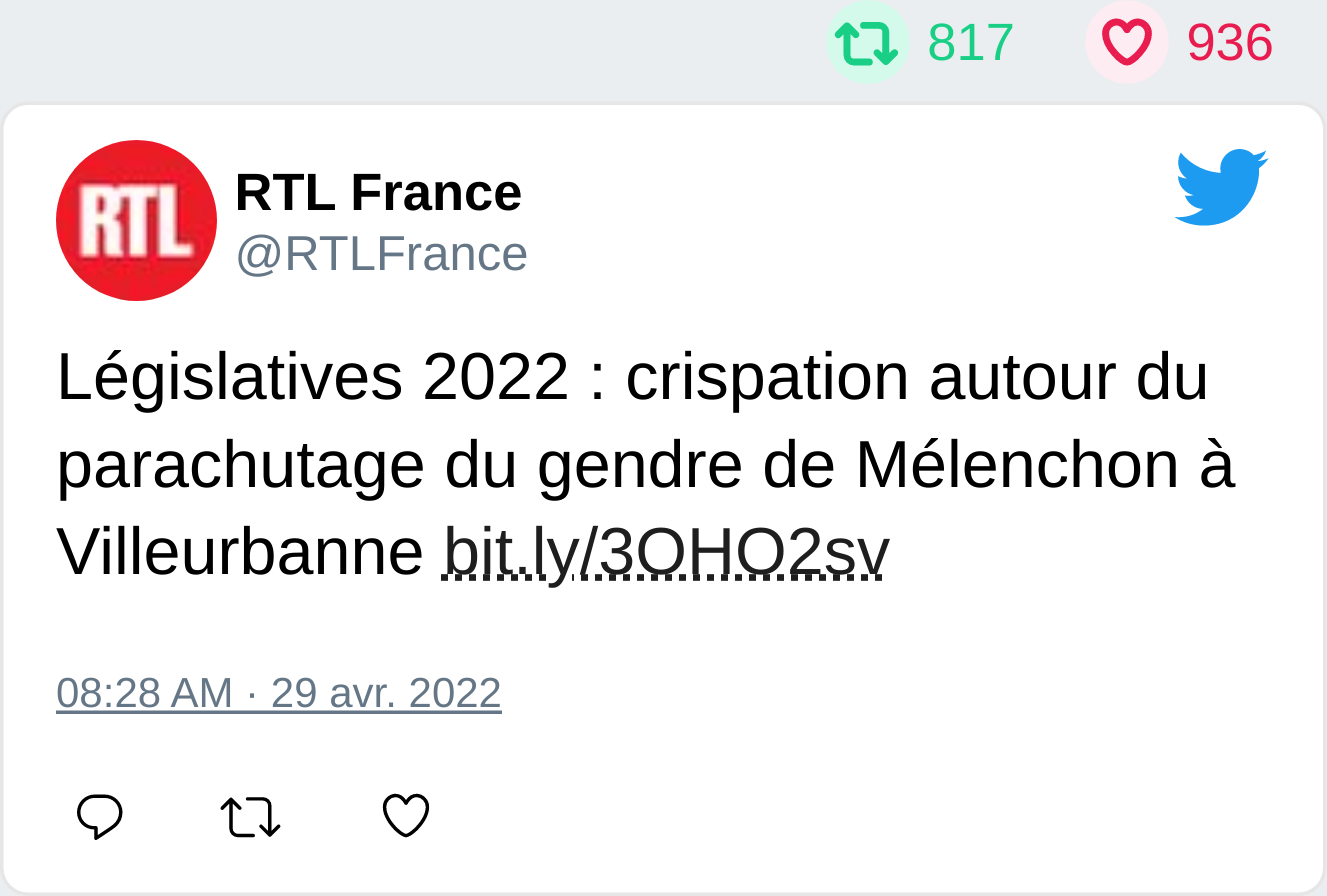 817 936
RTL
RTL France
@RTLFrance
Législatives 2022 : crispation autour du
parachutage du gendre de Mélenchon à
Villeurbanne bit.ly/3OHO2sv
08:28 AM · 29 avr. 2022